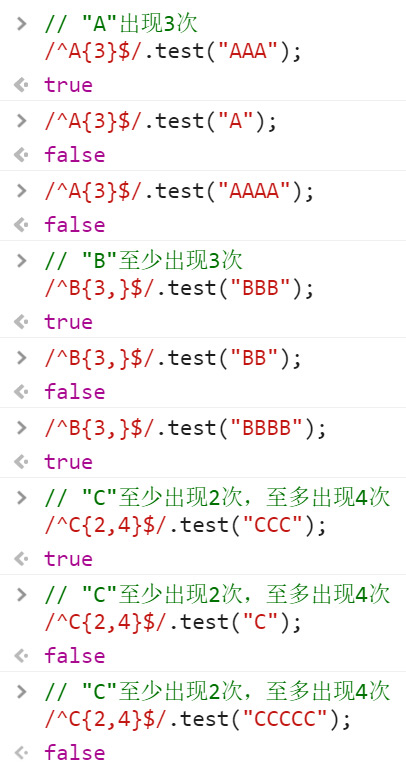 // "A"出现3次
/^A{3}$/.test("AAA");
true
/^A{3}$/.test("A");
false
/^A{3}$/.test("AAAA");
false
// "B"至少出现3次
/^B{3,}$/.test("BBB");
true
/^B{3,}$/.test("BB");
false
/^B{3,}$/.test("BBBB");
true
// "C"至少出现2次，至多出现4次
/^C{2,4}$/.test("CCC");
true
// "C"至少出现2次，至多出现4次
/^C{2,4}$/.test("C");
false
// "C"至少出现2次，至多出现4次
/^C{2,4}$/.test("CCCCC");
false